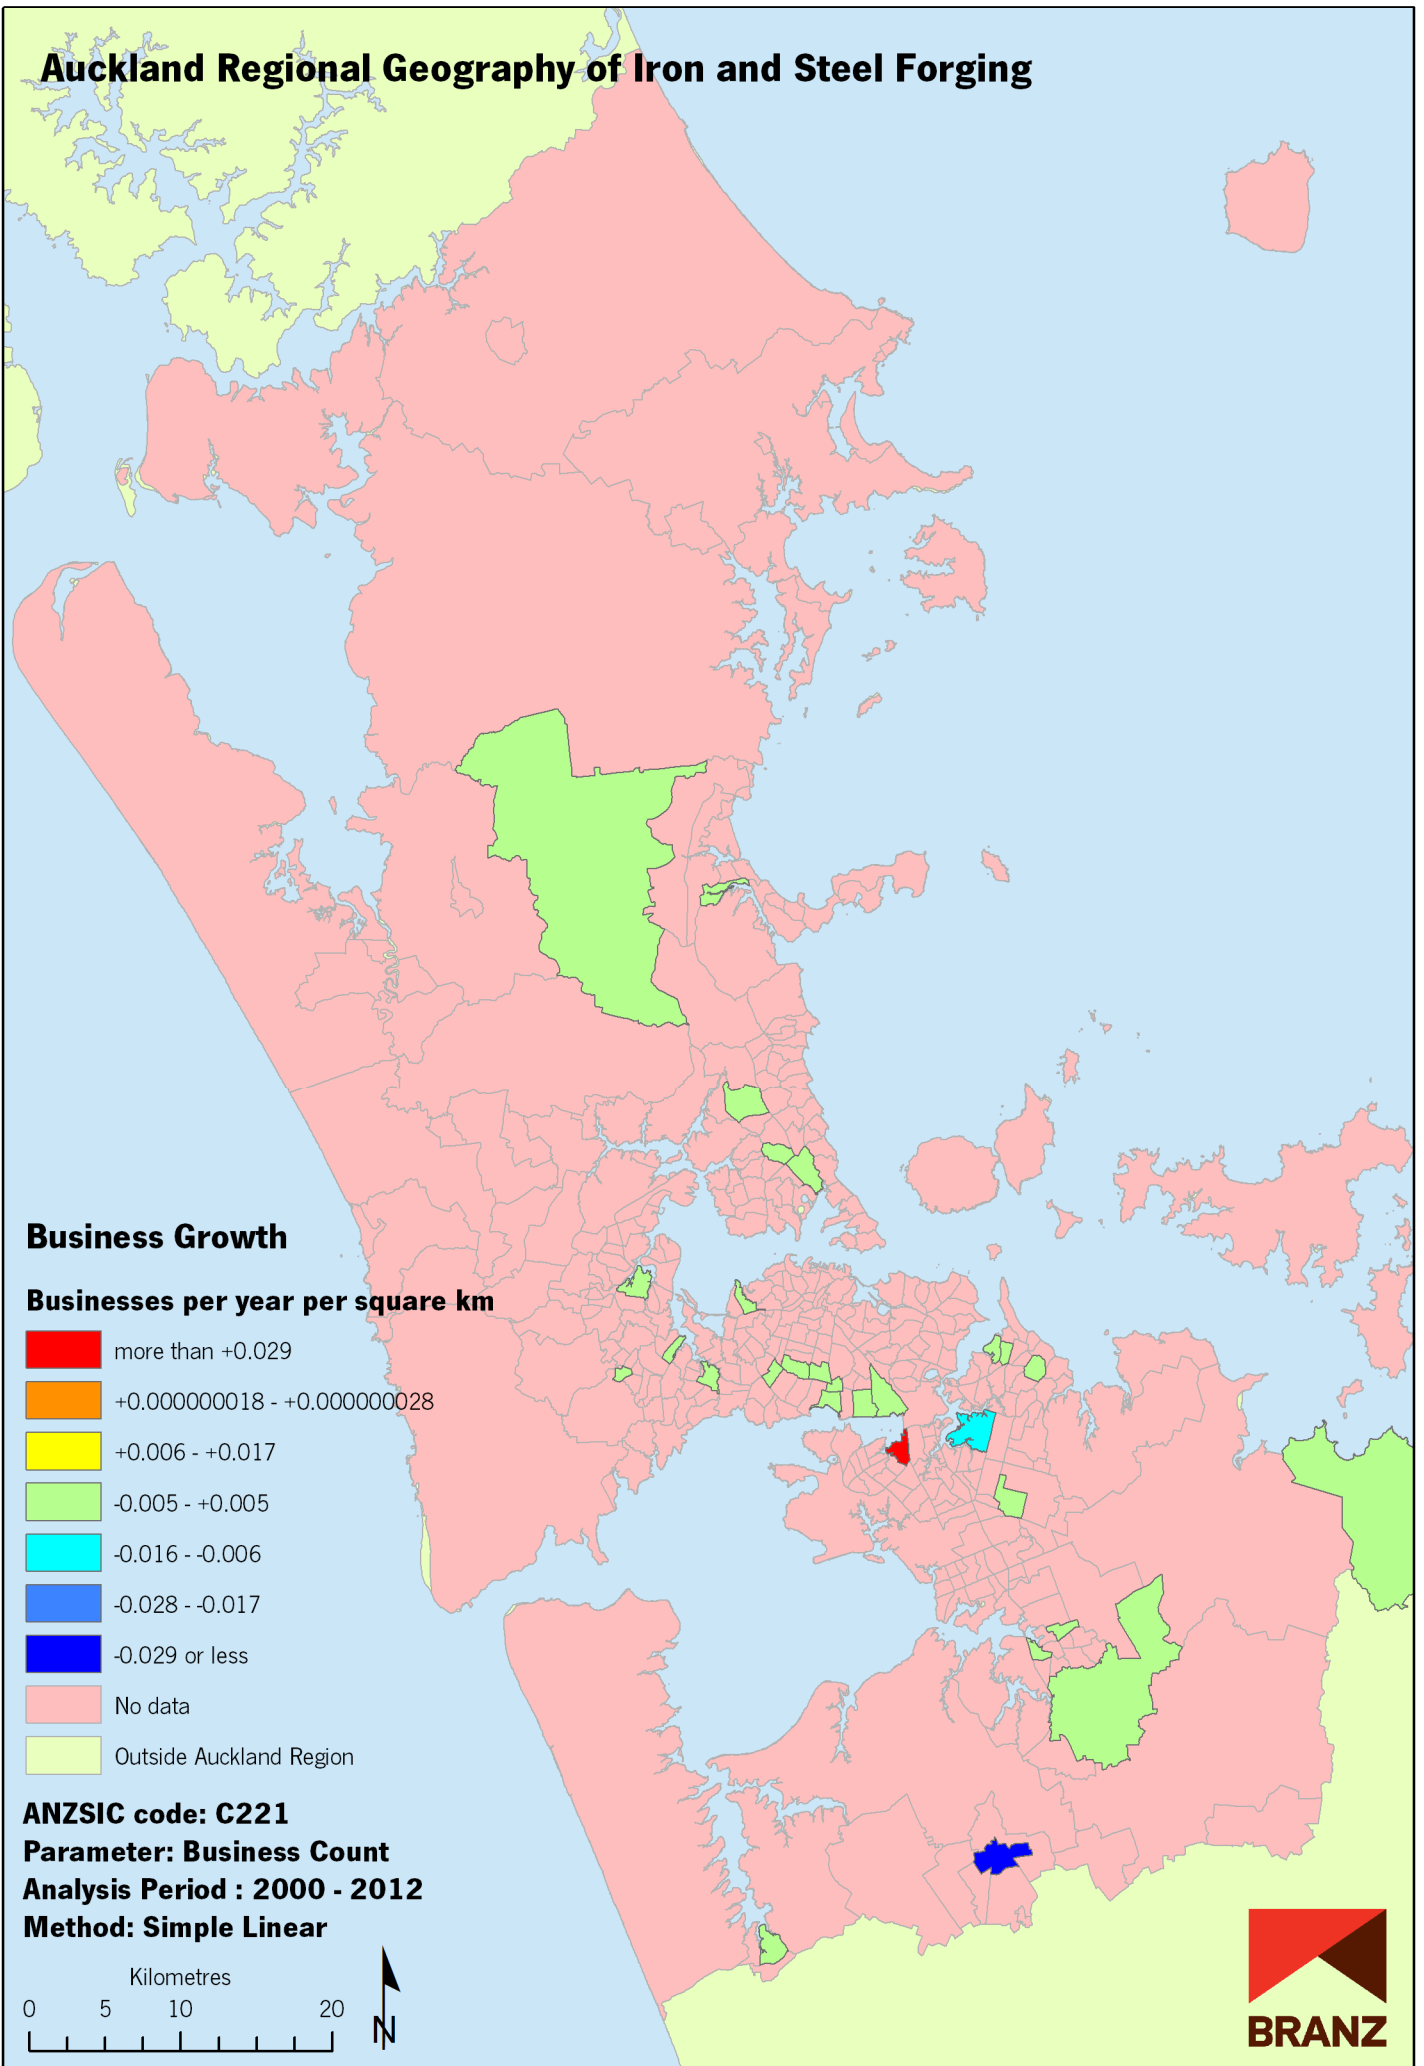 Auckland Regional Geography of Iron and Steel Forging
Business Growth
Businesses per year per square km
more than +0.029
+0.000000018 - +0.000000028
+0.006 - +0.017
-0.005 - +0.005
-0.016 - -0.006
-0.028 - -0.017
-0.029 or less
No data
Outside Auckland Region
ANZSIC code: C221
Parameter: Business Count
Analysis Period : 2000 - 2012
Method: Simple Linear
Kilometres
0 5 10 20
N
BRANZ